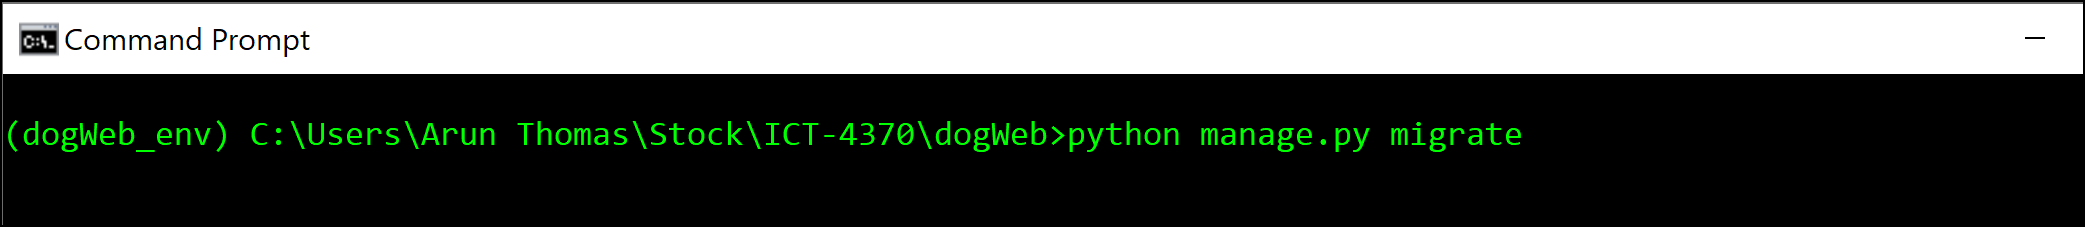 Command Prompt
(dogWeb_env) C:\Users\Arun Thomas\Stock\ICT-4370\dogWeb>python manage.py migrate